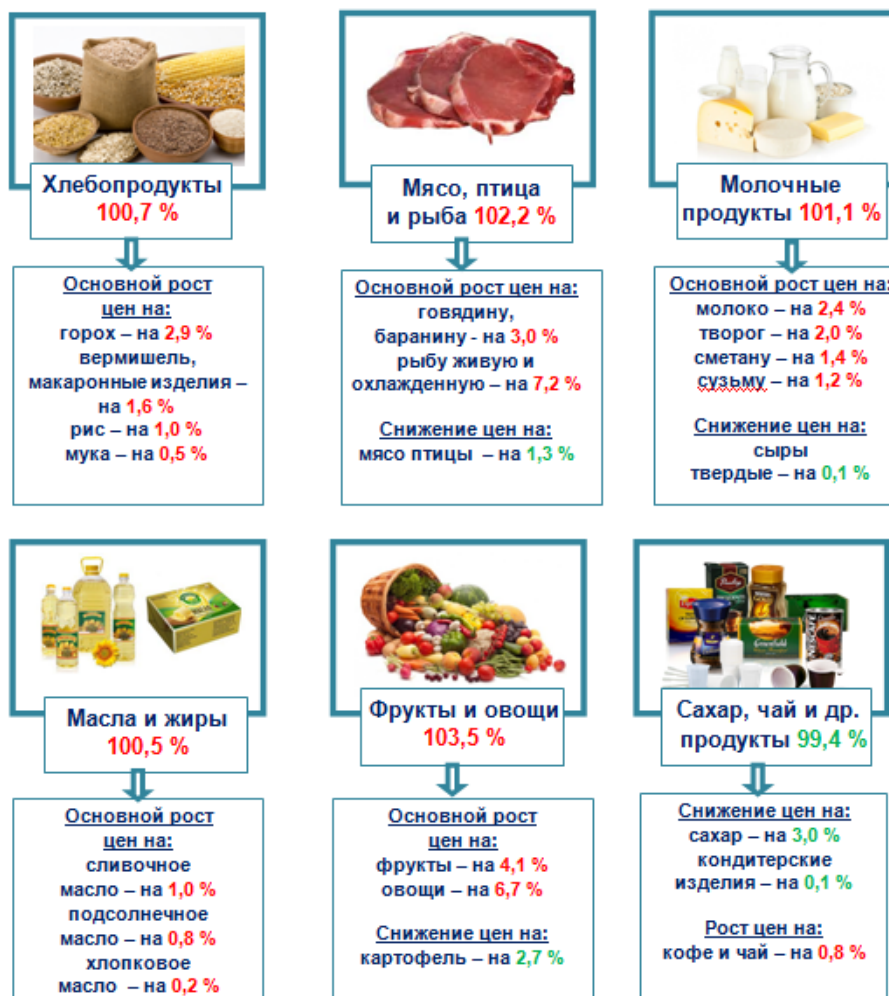 Хлебопродукты
100,7 %
Основной рост
цен на:
горох – на 2,9 %
вермишель,
макаронные изделия –
на 1,6 %
рис – на 1,0 %
мука – на 0,5 %
Мясо, птица
и рыба 102,2 %
Основной рост цен на:
говядину,
баранину - на 3,0 %
рыбу живую и
охлажденную – на 7,2 %
Снижение цен на:
мясо птицы – на 1,3 %
Молочные
продукты 101,1 %
Основной рост цен на:
молоко – на 2,4 %
творог – на 2,0 %
сметану – на 1,4 %
сузьму – на 1,2 %
Снижение цен на:
сыры
твердые – на 0,1 %
Масла и жиры
100,5 %
Основной рост
цен на:
сливочное
масло – на 1,0 %
подсолнечное
масло – на 0,8 %
хлопковое
масло – на 0,2 %
Фрукты и овощи
103,5 %
Основной рост
цен на:
фрукты – на 4,1 %
овощи – на 6,7 %
Снижение цен на:
картофель – на 2,7 %
Greenfield
NESCAFE
Сахар, чай и др.
продукты 99,4 %
Снижение цен на:
сахар – на 3,0 %
кондитерские
изделия – на 0,1 %
Рост цен на:
кофе и чай – на 0,8 %